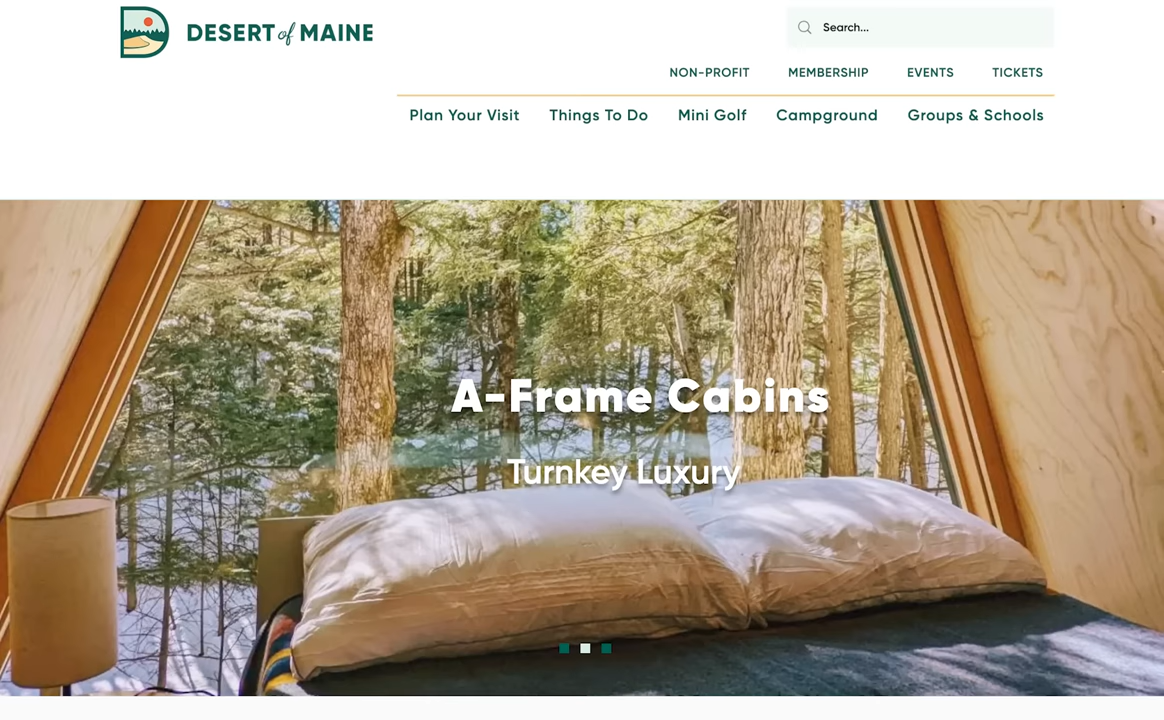 DESERT of MAINE
Search...
NON-PROFIT MEMBERSHIP EVENTS TICKETS
Plan Your Visit Things To Do Mini Golf Campground Groups & Schools
A-Frame Cabins
Turnkey Luxury